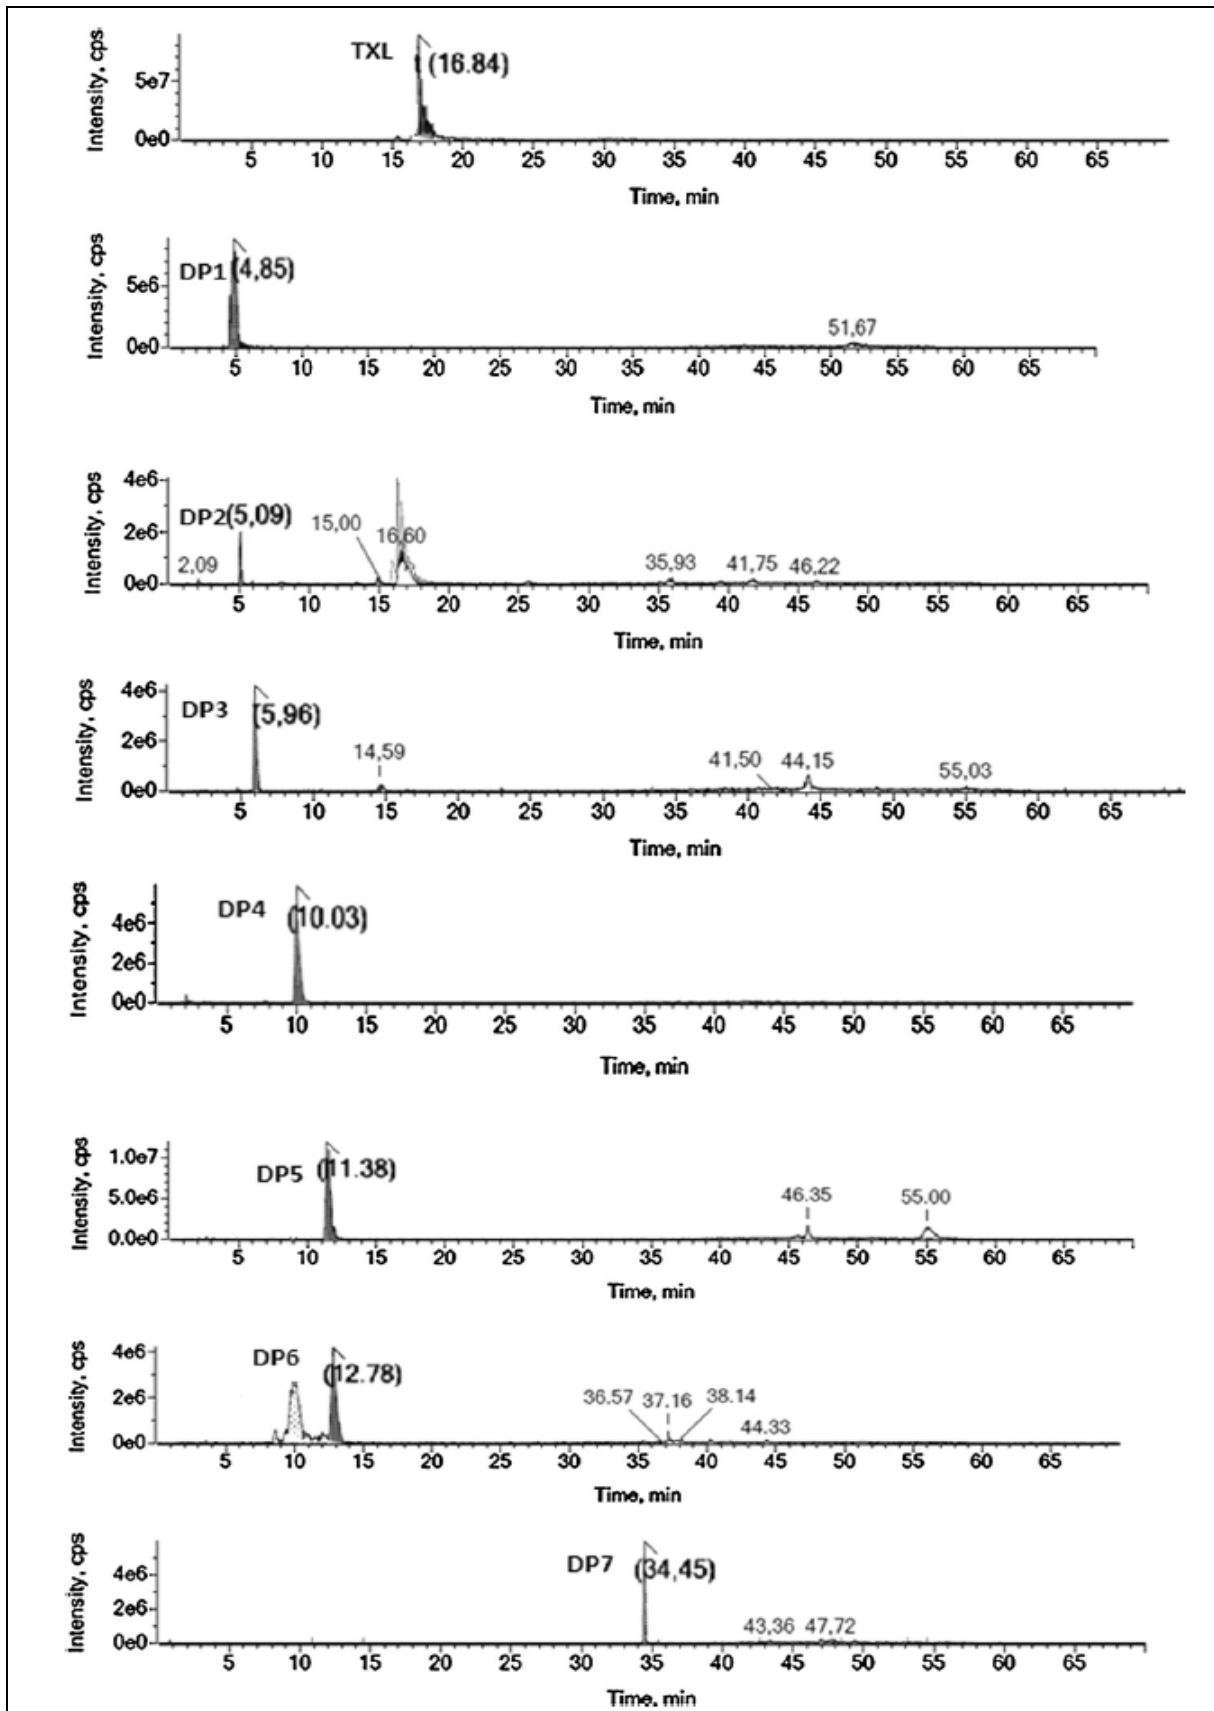 Intensity, cps
TXL (16.84)
5e7
0e0
5 10 15 20 25 30 35 40 45 50 55 60 65
Time, min
Intensity, cps
DP1 (4,85)
5e6
51,67
0e0
5 10 15 20 25 30 35 40 45 50 55 60 65
Time, min
Intensity, cps
4e6
DP2 (5,09)
15,00
2e6
16,60
2,09
35,93 41,75 46,22
0e0
5 10 15 20 25 30 35 40 45 50 55 60 65
Time, min
Intensity, cps
4e6
DP3 (5,96)
2e6
14,59
41,50 44,15
55,03
0e0
5 10 15 20 25 30 35 40 45 50 55 60 65
Time, min
Intensity, cps
DP4 (10.03)
4e6
2e6
0e0
5 10 15 20 25 30 35 40 45 50 55 60 65
Time, min
Intensity, cps
1.0e7
DP5 (11.38)
5.0e6
46.35 55.00
0.0e0
5 10 15 20 25 30 35 40 45 50 55 60 65
Time, min
Intensity, cps
4e6
DP6 (12.78)
2e6
36.57 37.16 38.14
44.33
0e0
5 10 15 20 25 30 35 40 45 50 55 60 65
Time, min
Intensity, cps
DP7 (34,45)
4e6
2e6
43,36 47,72
0e0
5 10 15 20 25 30 35 40 45 50 55 60 65
Time, min